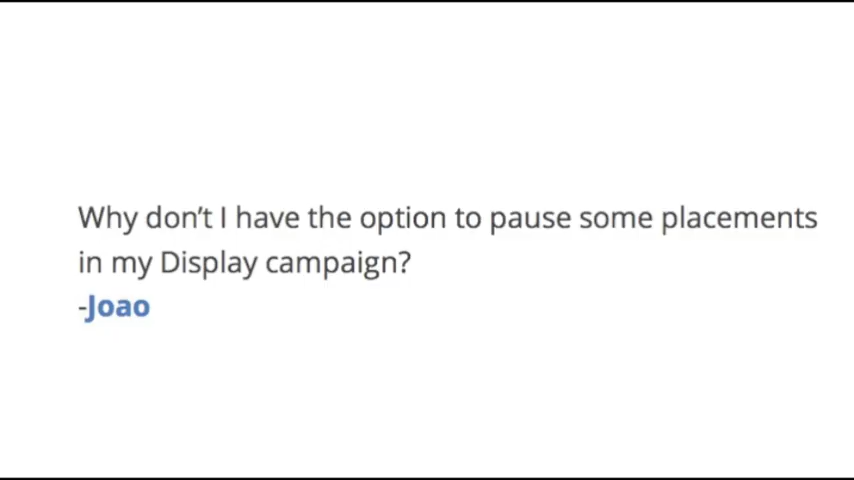 Why don't I have the option to pause some placements
in my Display campaign?
-Joao